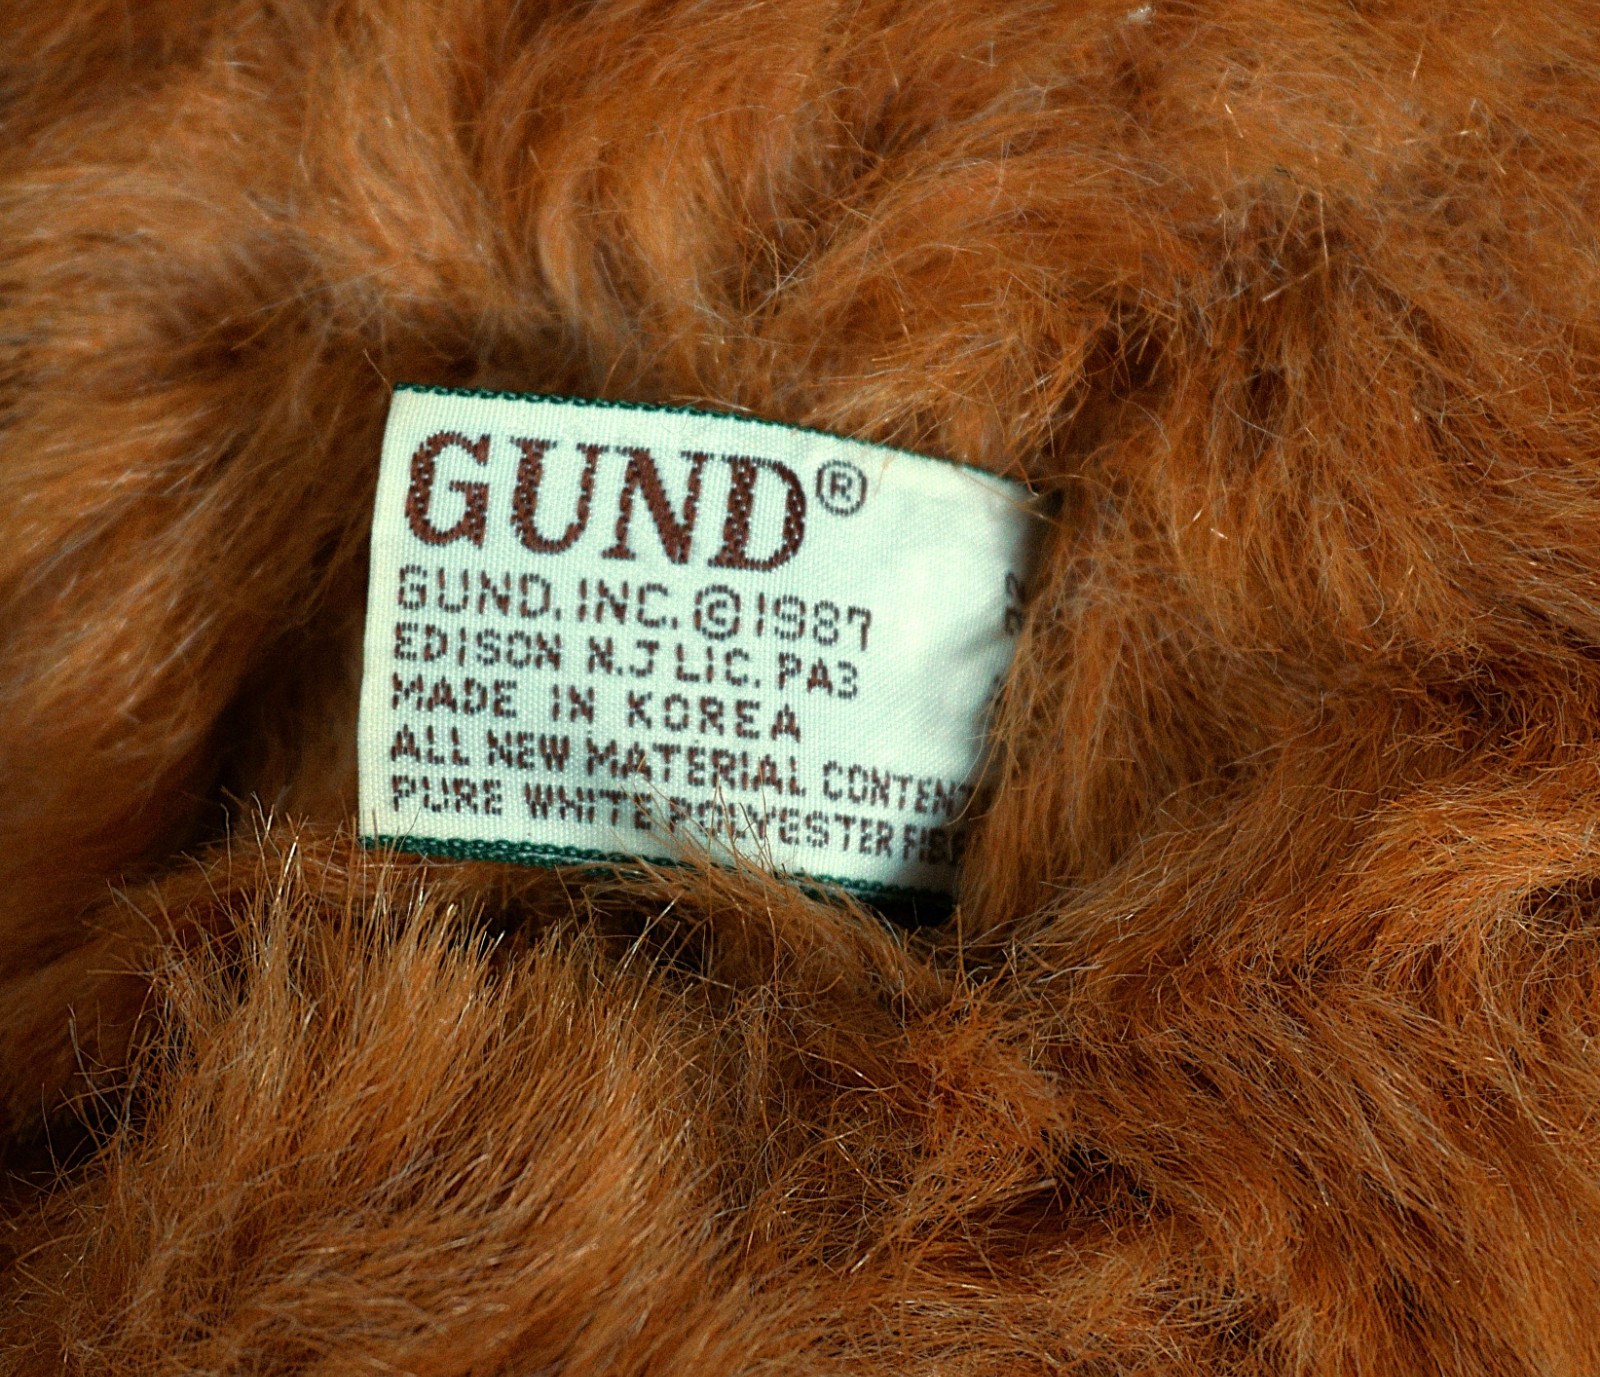 GUND®
GUND, INC. © 1987
EDISON N.J LIC. PA3
MADE IN KOREA
ALL NEW MATERIAL CONTENT
PURE WHITE POLYESTER